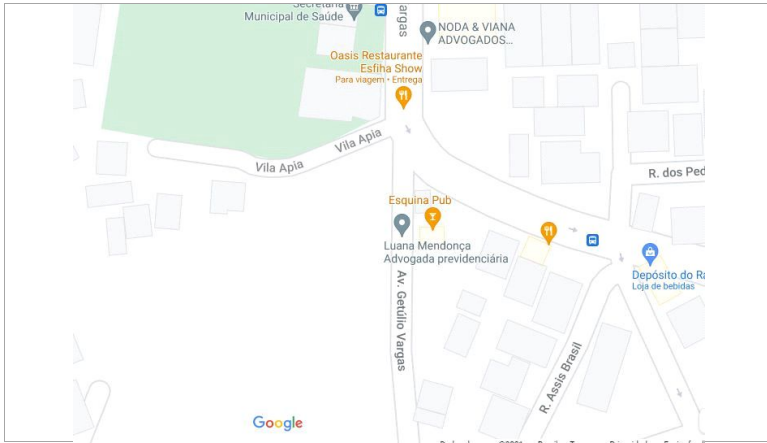 Secretaria
Municipal de Saúde
argas
NODA & VIANA
ADVOGADOS...
Oasis Restaurante
Esfiha Show
Para viagem • Entrega
Vila Apia
Vila Apia
R. dos Ped
Esquina Pub
Luana Mendonça
Advogada previdenciária
Depósito do Ra
Loja de bebidas
Av. Getúlio Vargas
R. Assis Brasil
Google